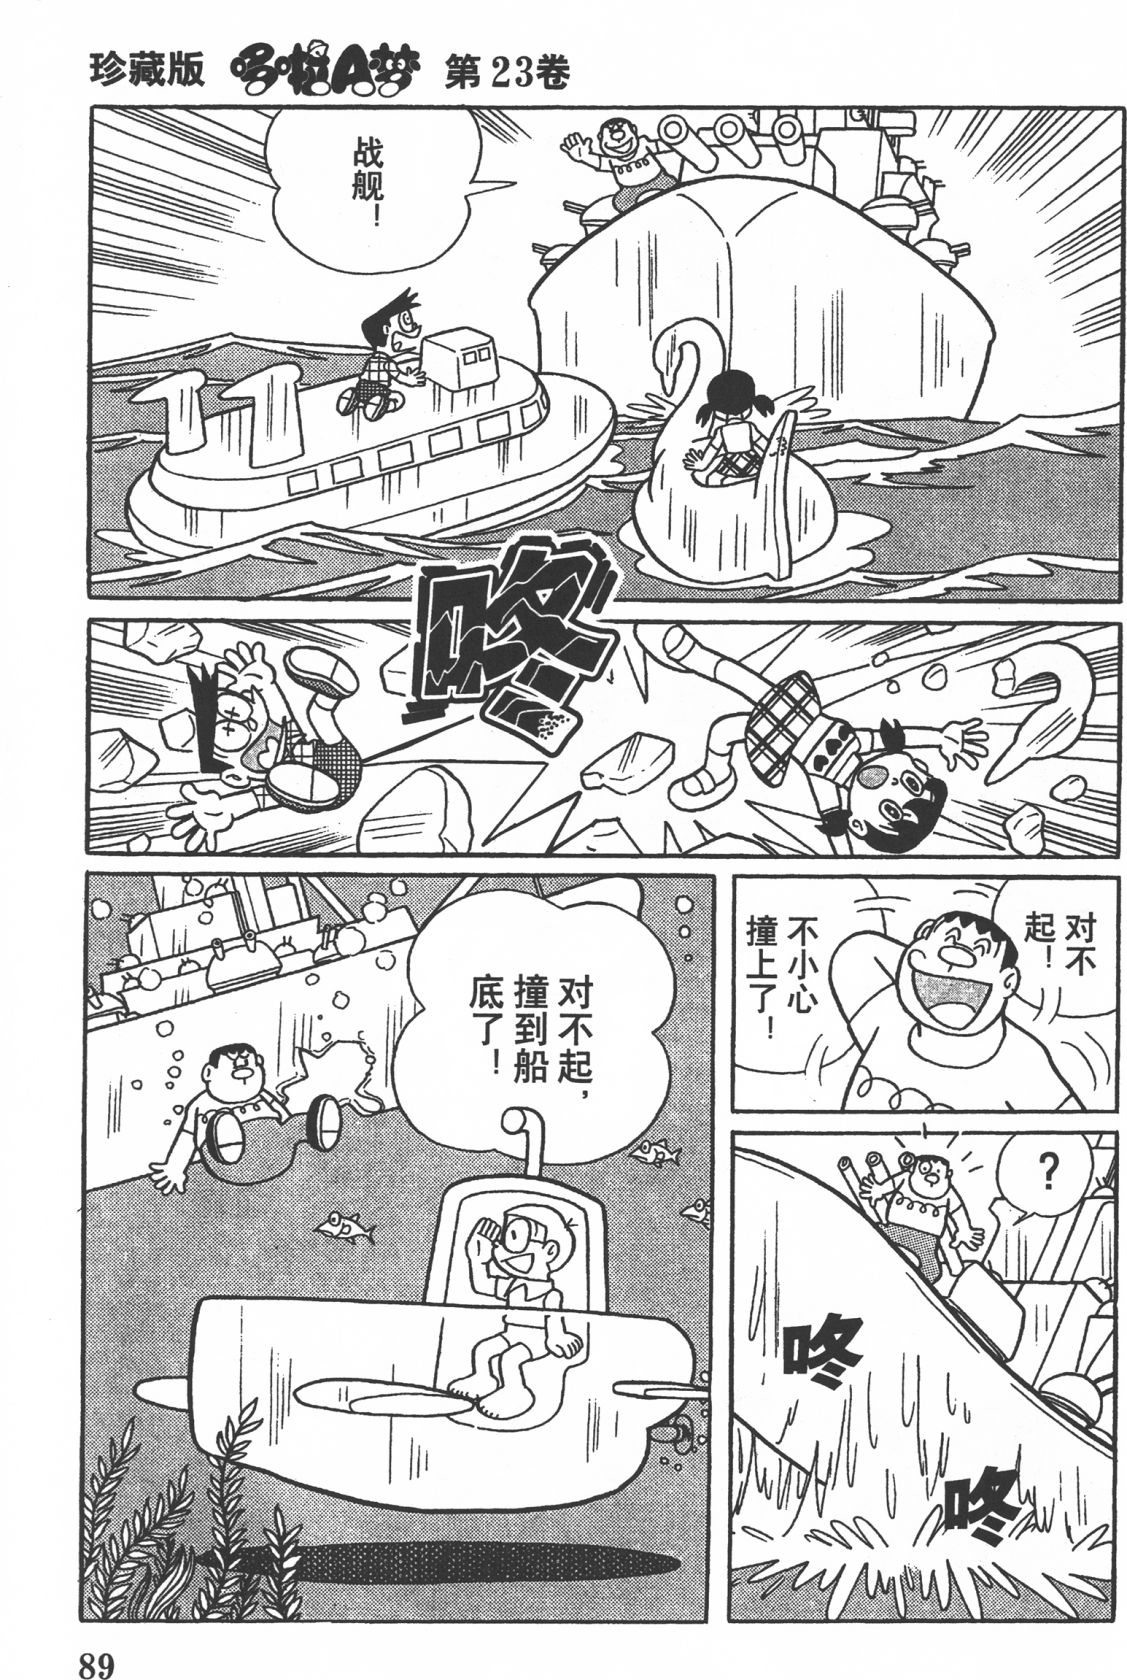 珍藏版 哆啦A梦 第23卷
战舰！
咚
对不起！
不小心撞上了！
？
咚
咚
对不起，
撞到船
底了！
89